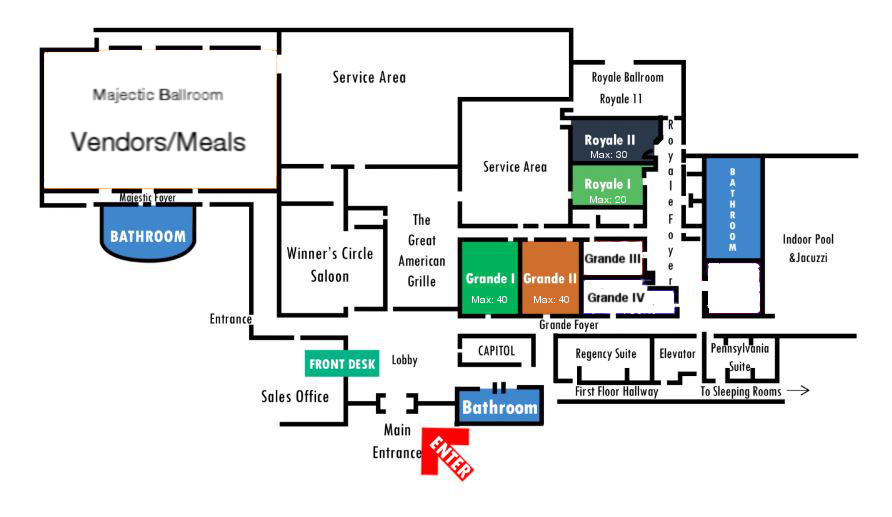 Service Area
Royale Ballroom
Royale 11
Majectic Ballroom
Vendors/Meals
Royale II
Max: 30
Royale Foyer
Service Area
Royale I
Max: 20
BATHROOM
Majestic Foyer
BATHROOM
The
Great
American
Grille
Winner's Circle
Saloon
Indoor Pool
&Jacuzzi
Grande I
Max: 40
Grande II
Max: 40
Grande III
Grande IV
Entrance
Grande Foyer
FRONT DESK
Lobby
CAPITOL
Regency Suite
Elevator
Pennsylvania
Suite
Sales Office
First Floor Hallway
To Sleeping Rooms
Bathroom
Main
Entrance
ENTER